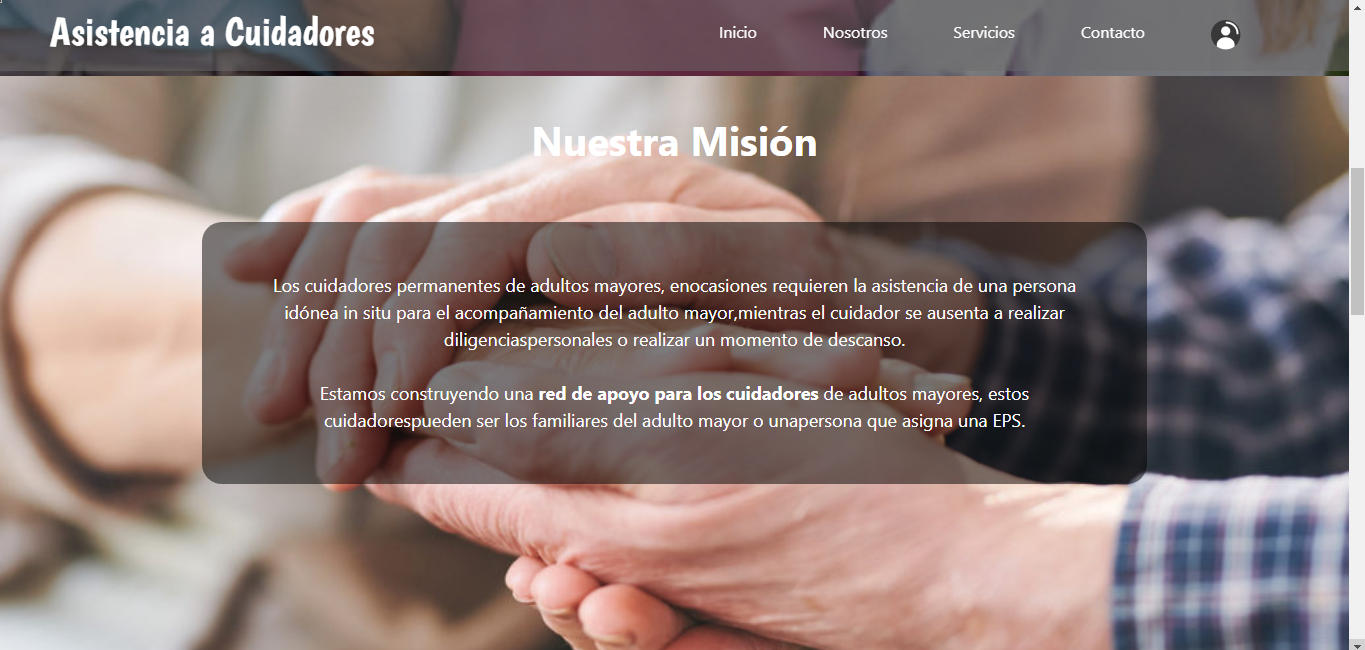 Asistencia a Cuidadores
Inicio
Nosotros
Servicios
Contacto
Nuestra Misión
Los cuidadores permanentes de adultos mayores, enocasiones requieren la asistencia de una persona
idónea in situ para el acompañamiento del adulto mayor,mientras el cuidador se ausenta a realizar
diligenciaspersonales o realizar un momento de descanso.
Estamos construyendo una red de apoyo para los cuidadores de adultos mayores, estos
cuidadorespueden ser los familiares del adulto mayor o unapersona que asigna una EPS.